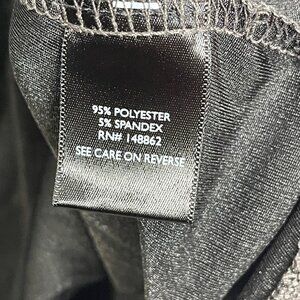 95% POLYESTER
5% SPANDEX
RN# 148862
SEE CARE ON REVERSE